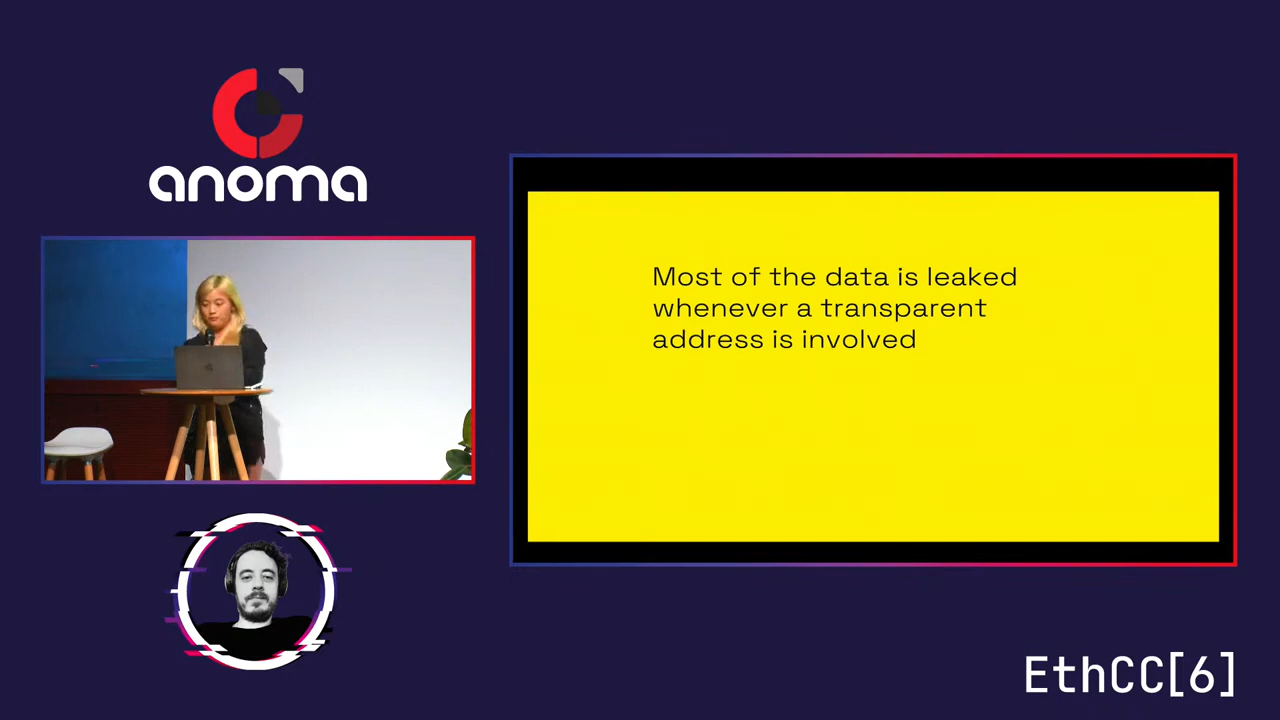 anoma
Most of the data is leaked
whenever a transparent
address is involved
EthCC[6]